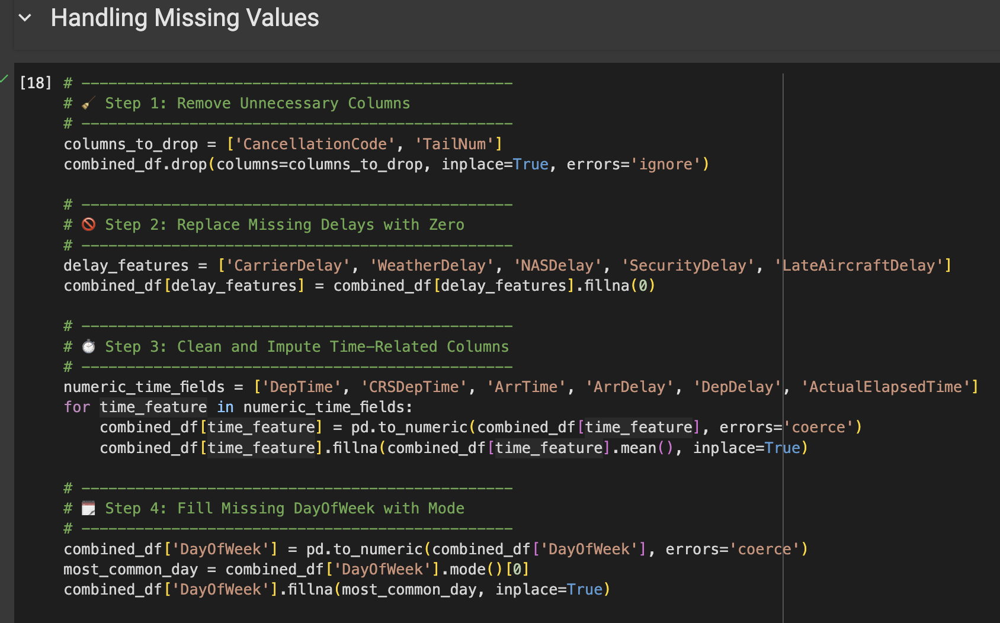 Handling Missing Values
[18] # ------------------------------------------------
# 🧹 Step 1: Remove Unnecessary Columns
# ------------------------------------------------
columns_to_drop = ['CancellationCode', 'TailNum']
combined_df.drop(columns=columns_to_drop, inplace=True, errors='ignore')
# ------------------------------------------------
# 🚫 Step 2: Replace Missing Delays with Zero
# ------------------------------------------------
delay_features = ['CarrierDelay', 'WeatherDelay', 'NASDelay', 'SecurityDelay', 'LateAircraftDelay']
combined_df[delay_features] = combined_df[delay_features].fillna(0)
# ------------------------------------------------
# ⏱️ Step 3: Clean and Impute Time-Related Columns
# ------------------------------------------------
numeric_time_fields = ['DepTime', 'CRSDepTime', 'ArrTime', 'ArrDelay', 'DepDelay', 'ActualElapsedTime']
for time_feature in numeric_time_fields:
    combined_df[time_feature] = pd.to_numeric(combined_df[time_feature], errors='coerce')
    combined_df[time_feature].fillna(combined_df[time_feature].mean(), inplace=True)
# ------------------------------------------------
# 🗓️ Step 4: Fill Missing DayOfWeek with Mode
# ------------------------------------------------
combined_df['DayOfWeek'] = pd.to_numeric(combined_df['DayOfWeek'], errors='coerce')
most_common_day = combined_df['DayOfWeek'].mode()[0]
combined_df['DayOfWeek'].fillna(most_common_day, inplace=True)